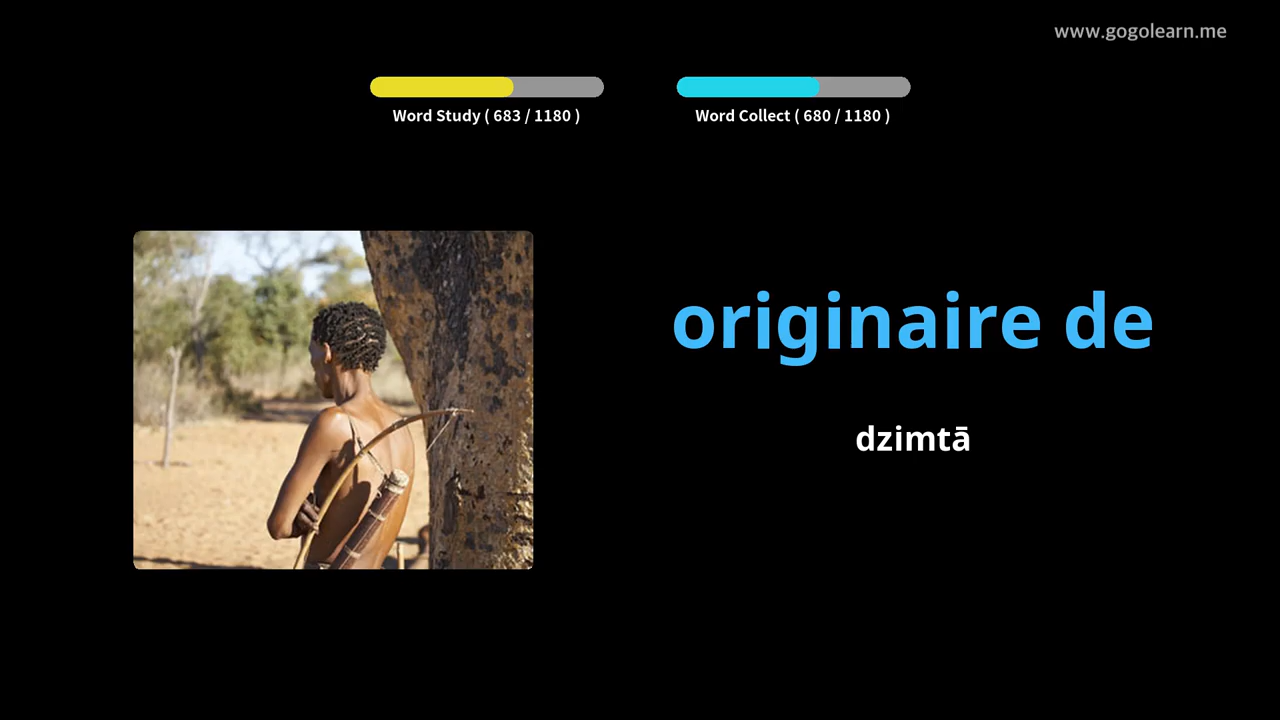 www.gogolearn.me
Word Study ( 683 / 1180 )
Word Collect ( 680 / 1180 )
originaire de
dzimtā